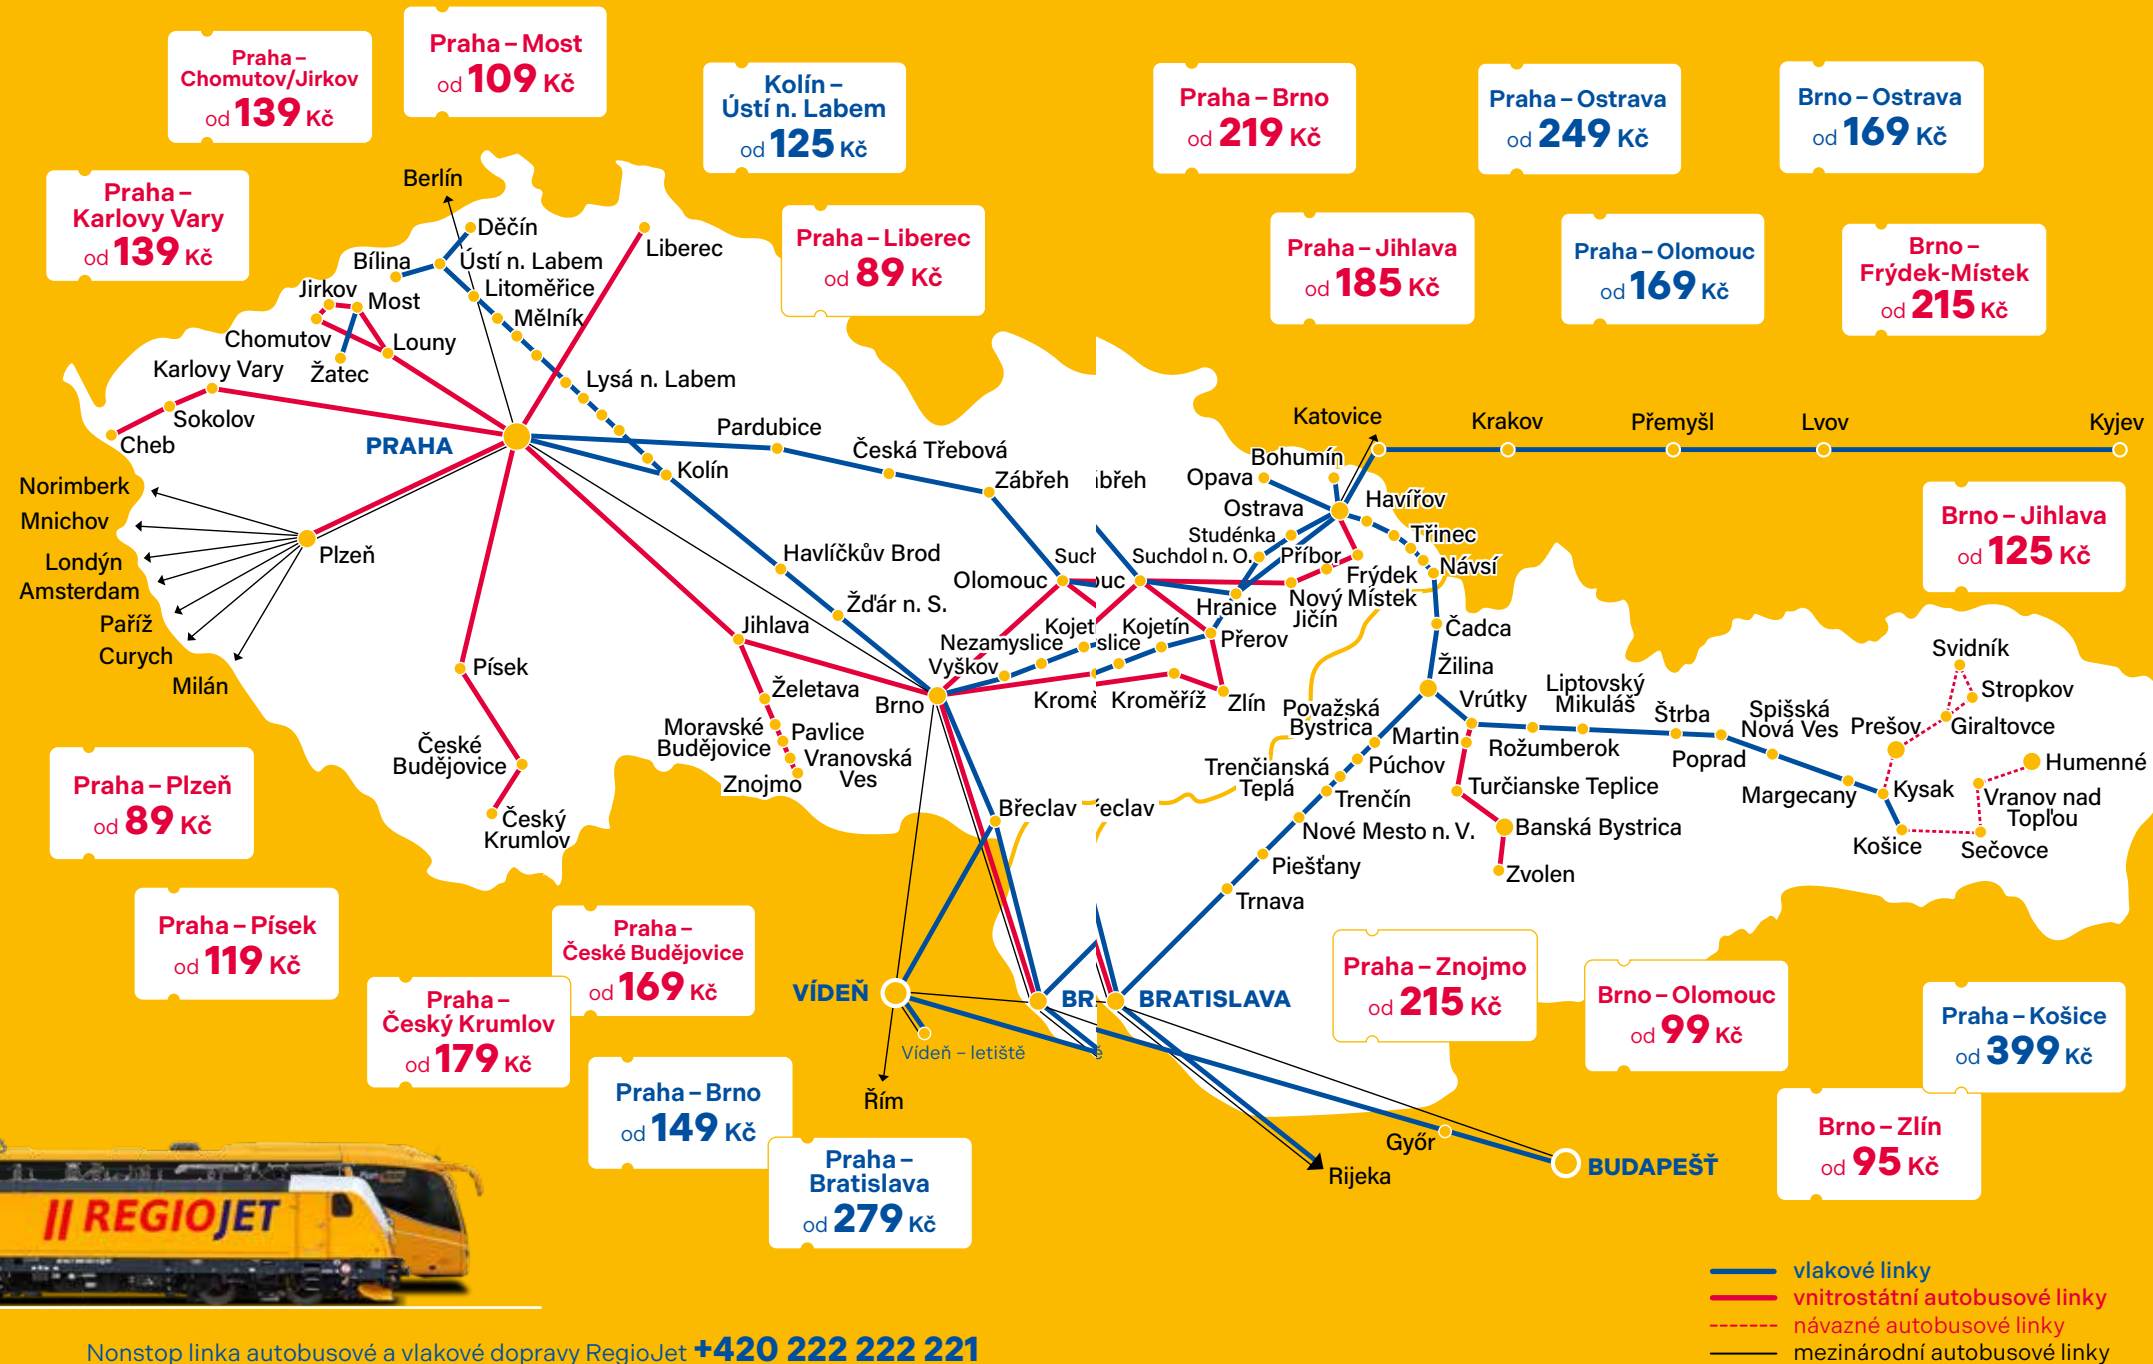 Praha –
Chomutov/Jirkov
od 139 Kč
Praha – Most
od 109 Kč
Kolín –
Ústí n. Labem
od 125 Kč
Praha – Brno
od 219 Kč
Praha – Ostrava
od 249 Kč
Brno – Ostrava
od 169 Kč
Praha –
Karlovy Vary
od 139 Kč
Praha – Liberec
od 89 Kč
Praha – Jihlava
od 185 Kč
Praha – Olomouc
od 169 Kč
Brno –
Frýdek-Místek
od 215 Kč
Berlín
Děčín
Liberec
Bílina
Ústí n. Labem
Litoměřice
Jirkov
Most
Mělník
Chomutov
Louny
Žatec
Karlovy Vary
Lysá n. Labem
Sokolov
Cheb
PRAHA
Pardubice
Česká Třebová
Kolín
Zábřeh
ábřeh
Norimberk
Mnichov
Londýn
Amsterdam
Paříž
Curych
Milán
Plzeň
Havlíčkův Brod
Žďár n. S.
Olomouc
Such
ouc
Jihlava
Písek
Nezamyslice
Kojet
slice
Vyškov
Brno
Kromě
Želetava
Moravské
Budějovice
Pavlice
Vranovská
Ves
Znojmo
České
Budějovice
Český
Krumlov
Břeclav
řeclav
Katovice
Krakov
Přemyšl
Lvov
Kyjev
Bohumín
Opava
Ostrava
Havířov
Studénka
Třinec
Suchdol n. O.
Příbor
Návsí
Frýdek
Místek
Nový
Jičín
Hranice
Kojetín
Přerov
Čadca
Kroměříž
Zlín
Žilina
Vrútky
Liptovský
Mikuláš
Považská
Bystrica
Martin
Rožumberok
Štrba
Poprad
Spišská
Nová Ves
Margecany
Prešov
Svidník
Stropkov
Giraltovce
Kysak
Humenné
Vranov nad
Topľou
Košice
Sečovce
Trenčianská
Teplá
Púchov
Trenčín
Turčianske Teplice
Nové Mesto n. V.
Banská Bystrica
Piešťany
Zvolen
Trnava
Brno – Jihlava
od 125 Kč
Praha – Plzeň
od 89 Kč
Praha – Písek
od 119 Kč
Praha –
České Budějovice
od 169 Kč
Praha –
Český Krumlov
od 179 Kč
VÍDEŇ
BR
BRATISLAVA
Vídeň – letiště
ě
Řím
Praha – Znojmo
od 215 Kč
Brno – Olomouc
od 99 Kč
Praha – Košice
od 399 Kč
Praha – Brno
od 149 Kč
Praha –
Bratislava
od 279 Kč
Győr
Rijeka
BUDAPEŠŤ
Brno – Zlín
od 95 Kč
REGIOJET
vlakové linky
vnitrostátní autobusové linky
návazné autobusové linky
mezinárodní autobusové linky
Nonstop linka autobusové a vlakové dopravy RegioJet +420 222 222 221